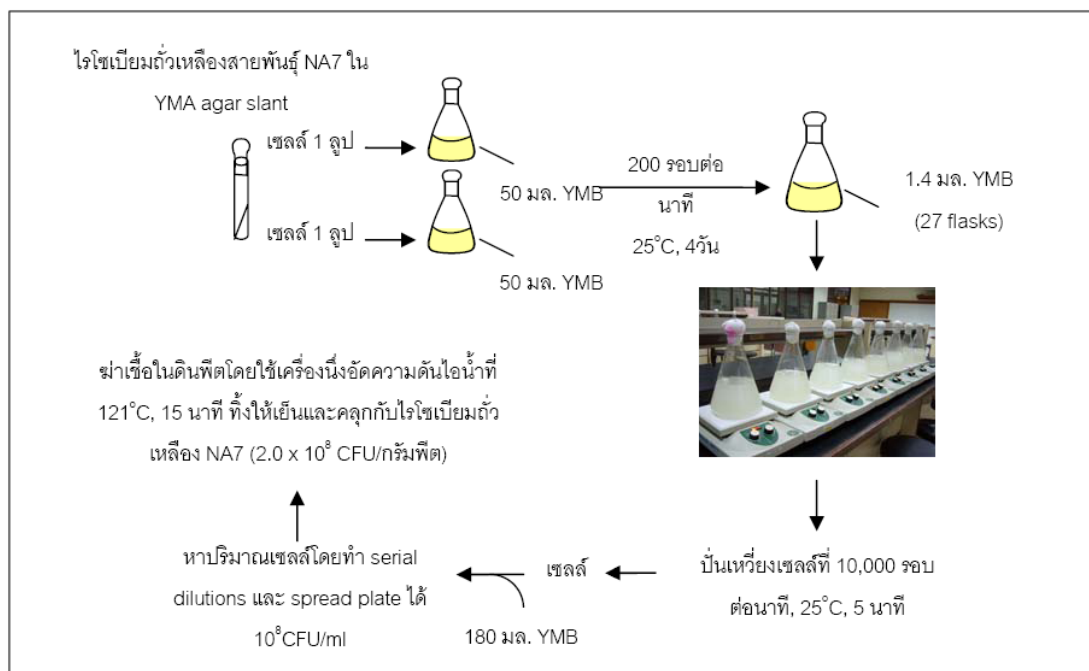 ไรโซเบียมถั่วเหลืองสายพันธุ์ NA7 ใน
YMA agar slant
เซลล์ 1 ลูป
50 มล. YMB
เซลล์ 1 ลูป
50 มล. YMB
200 รอบต่อ
นาที
25°C, 4วัน
1.4 มล. YMB
(27 flasks)
ปั่นเหวี่ยงเซลล์ที่ 10,000 รอบ
ต่อนาที, 25°C, 5 นาที
เซลล์
180 มล. YMB
หาปริมาณเซลล์โดยทำ serial
dilutions และ spread plate ได้
10⁸CFU/ml
ฆ่าเชื้อในดินพีตโดยใช้เครื่องนึ่งอัดความดันไอน้ำที่
121°C, 15 นาที ทิ้งให้เย็นและคลุกกับไรโซเบียมถั่ว
เหลือง NA7 (2.0 x 10⁸ CFU/กรัมพีต)